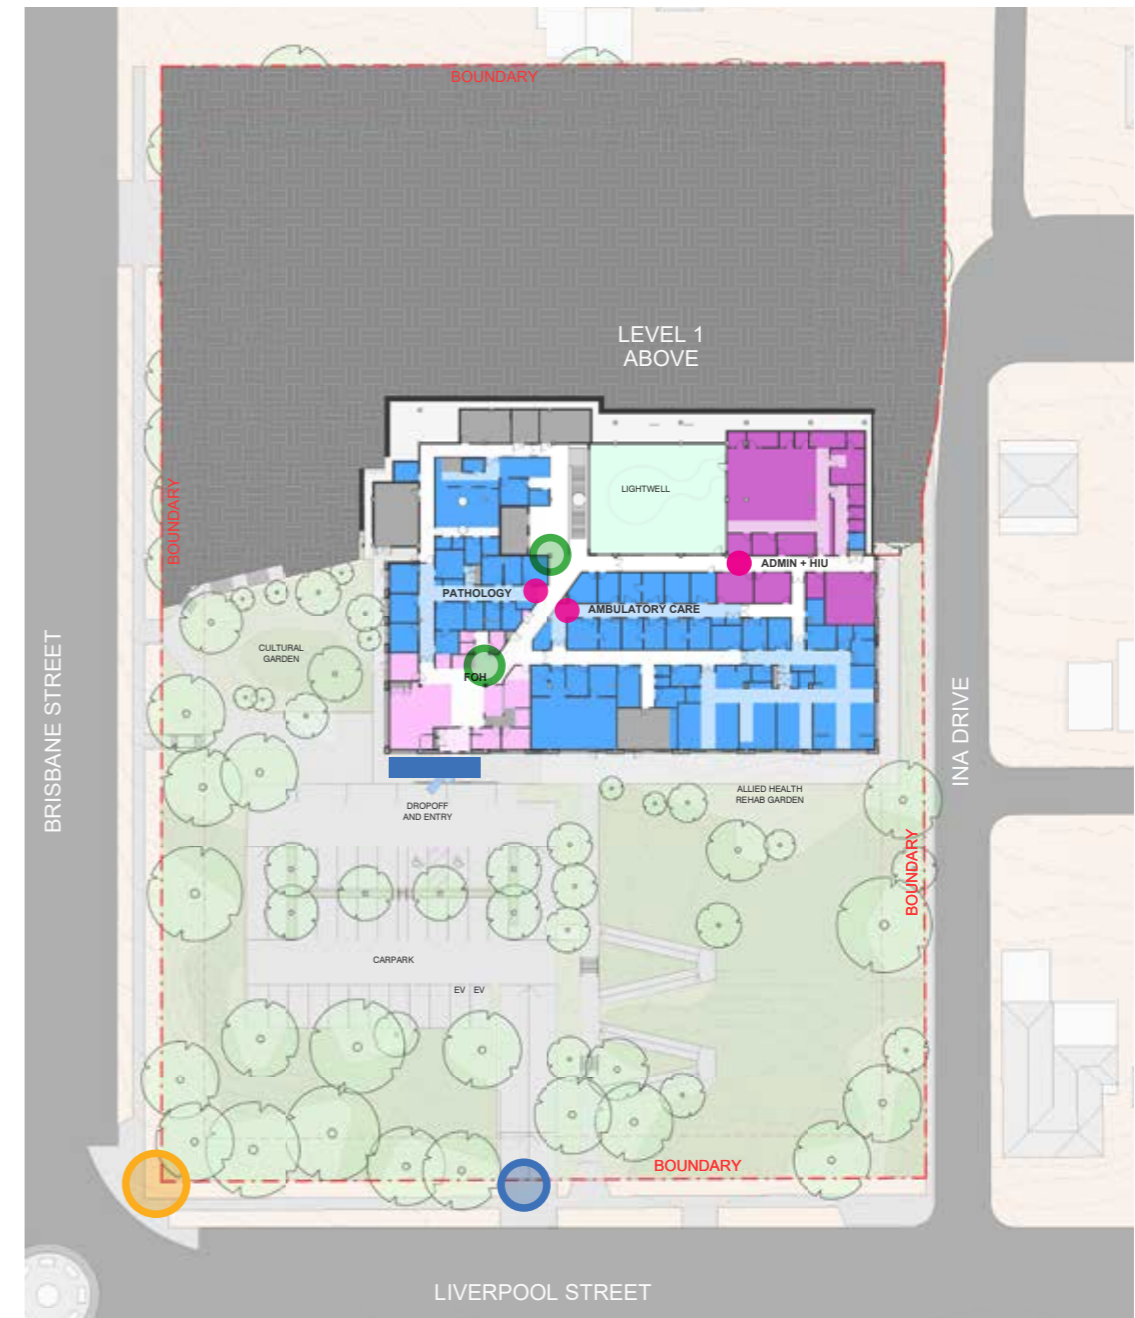 BOUNDARY
LEVEL 1
ABOVE
LIGHTWELL
BOUNDARY
ADMIN + HIU
PATHOLOGY
AMBULATORY CARE
CULTURAL
GARDEN
FOH
BRISBANE STREET
INA DRIVE
ALLIED HEALTH
REHAB GARDEN
DROPOFF
AND ENTRY
BOUNDARY
CARPARK
EV EV
BOUNDARY
LIVERPOOL STREET